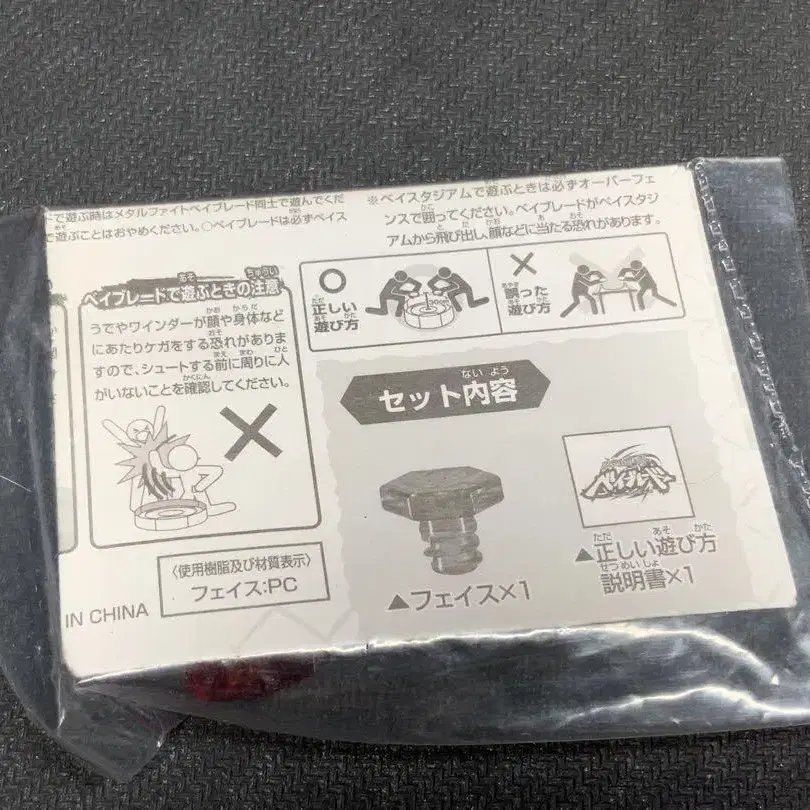 で遊ぶ時はメタルファイトベイブレード同士で遊んでくだ
で遊ぶことはおやめください。○ベイブレードは必ずベイス
※ベイスタジアムで遊ぶときは必ずオーバーフェ
ンスで囲ってください。ベイブレードがベイスタジ
アムから飛び出し、顔などに当たる恐れがあります。
ベイブレードで遊ぶときの注意
うでやワインダーが顔や身体など
にあたりケガをする恐れがありま
すので、シュートする前に周りに人
がいないことを確認してください。
正しい
遊び方
誤った
遊び方
セット内容
▲フェイス×1
ベイブレード
▲正しい遊び方
説明書×1
〈使用樹脂及び材質表示〉
フェイス:PC
IN CHINA